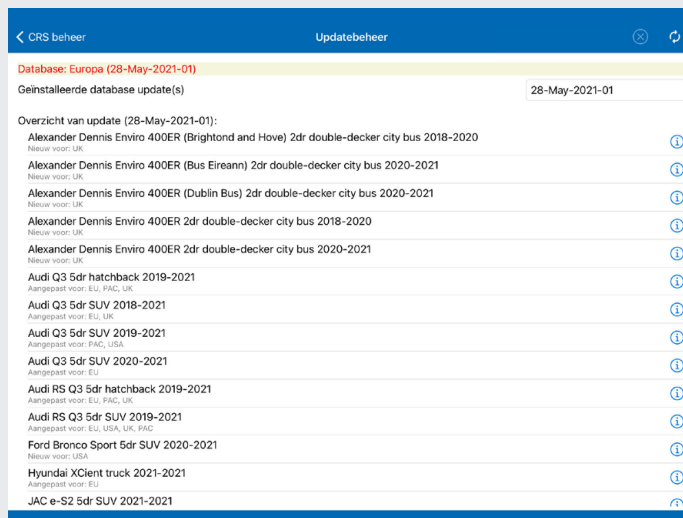 CRS beheer
Updatebeheer
Database: Europa (28-May-2021-01)
Geïnstalleerde database update(s)
28-May-2021-01
Overzicht van update (28-May-2021-01):
Alexander Dennis Enviro 400ER (Brightond and Hove) 2dr double-decker city bus 2018-2020
Nieuw voor: UK
Alexander Dennis Enviro 400ER (Bus Eireann) 2dr double-decker city bus 2020-2021
Nieuw voor: UK
Alexander Dennis Enviro 400ER (Dublin Bus) 2dr double-decker city bus 2020-2021
Nieuw voor: UK
Alexander Dennis Enviro 400ER 2dr double-decker city bus 2018-2020
Nieuw voor: UK
Alexander Dennis Enviro 400ER 2dr double-decker city bus 2020-2021
Nieuw voor: UK
Audi Q3 5dr hatchback 2019-2021
Aangepast voor: EU, PAC, UK
Audi Q3 5dr SUV 2018-2021
Aangepast voor: EU, UK
Audi Q3 5dr SUV 2019-2021
Aangepast voor: PAC, USA
Audi Q3 5dr SUV 2020-2021
Aangepast voor: EU
Audi RS Q3 5dr hatchback 2019-2021
Aangepast voor: EU, PAC, UK
Audi RS Q3 5dr SUV 2019-2021
Aangepast voor: EU, USA, UK, PAC
Ford Bronco Sport 5dr SUV 2020-2021
Nieuw voor: USA
Hyundai XCient truck 2021-2021
Aangepast voor: EU
JAC e-S2 5dr SUV 2021-2021